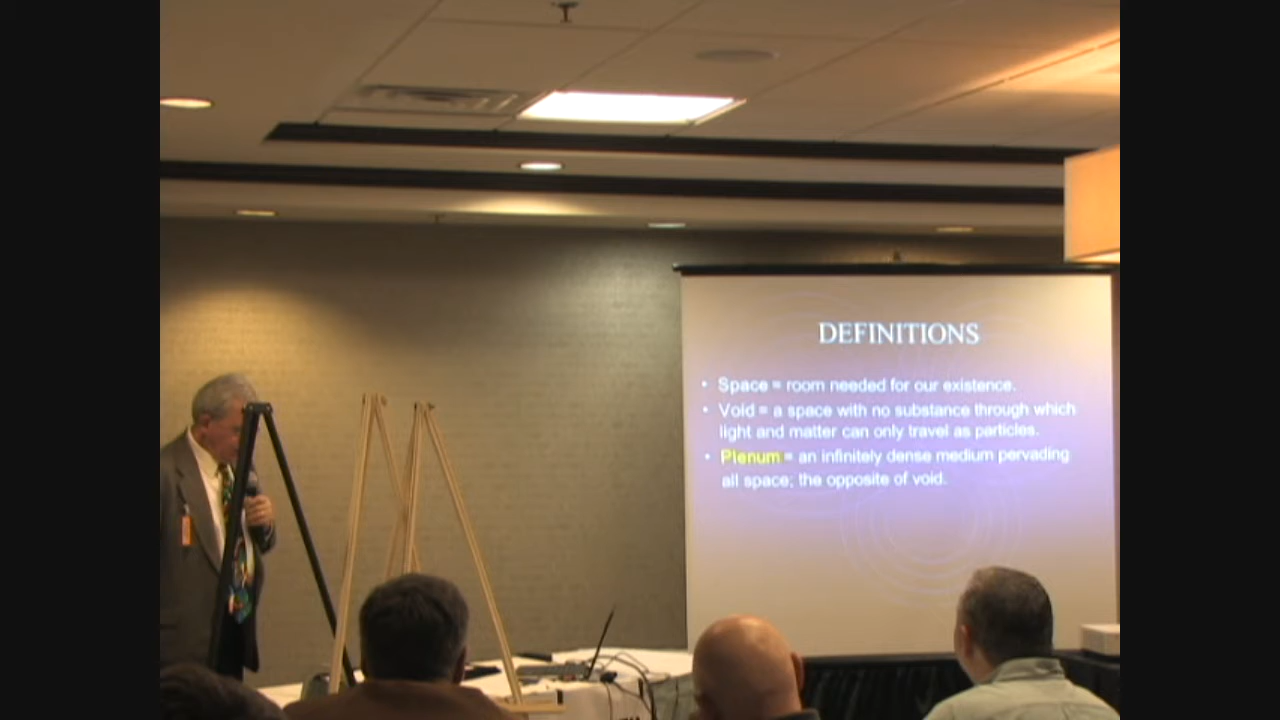 DEFINITIONS
• Space = room needed for our existence.
• Void = a space with no substance through which
light and matter can only travel as particles.
• Plenum = an infinitely dense medium pervading
all space; the opposite of void.